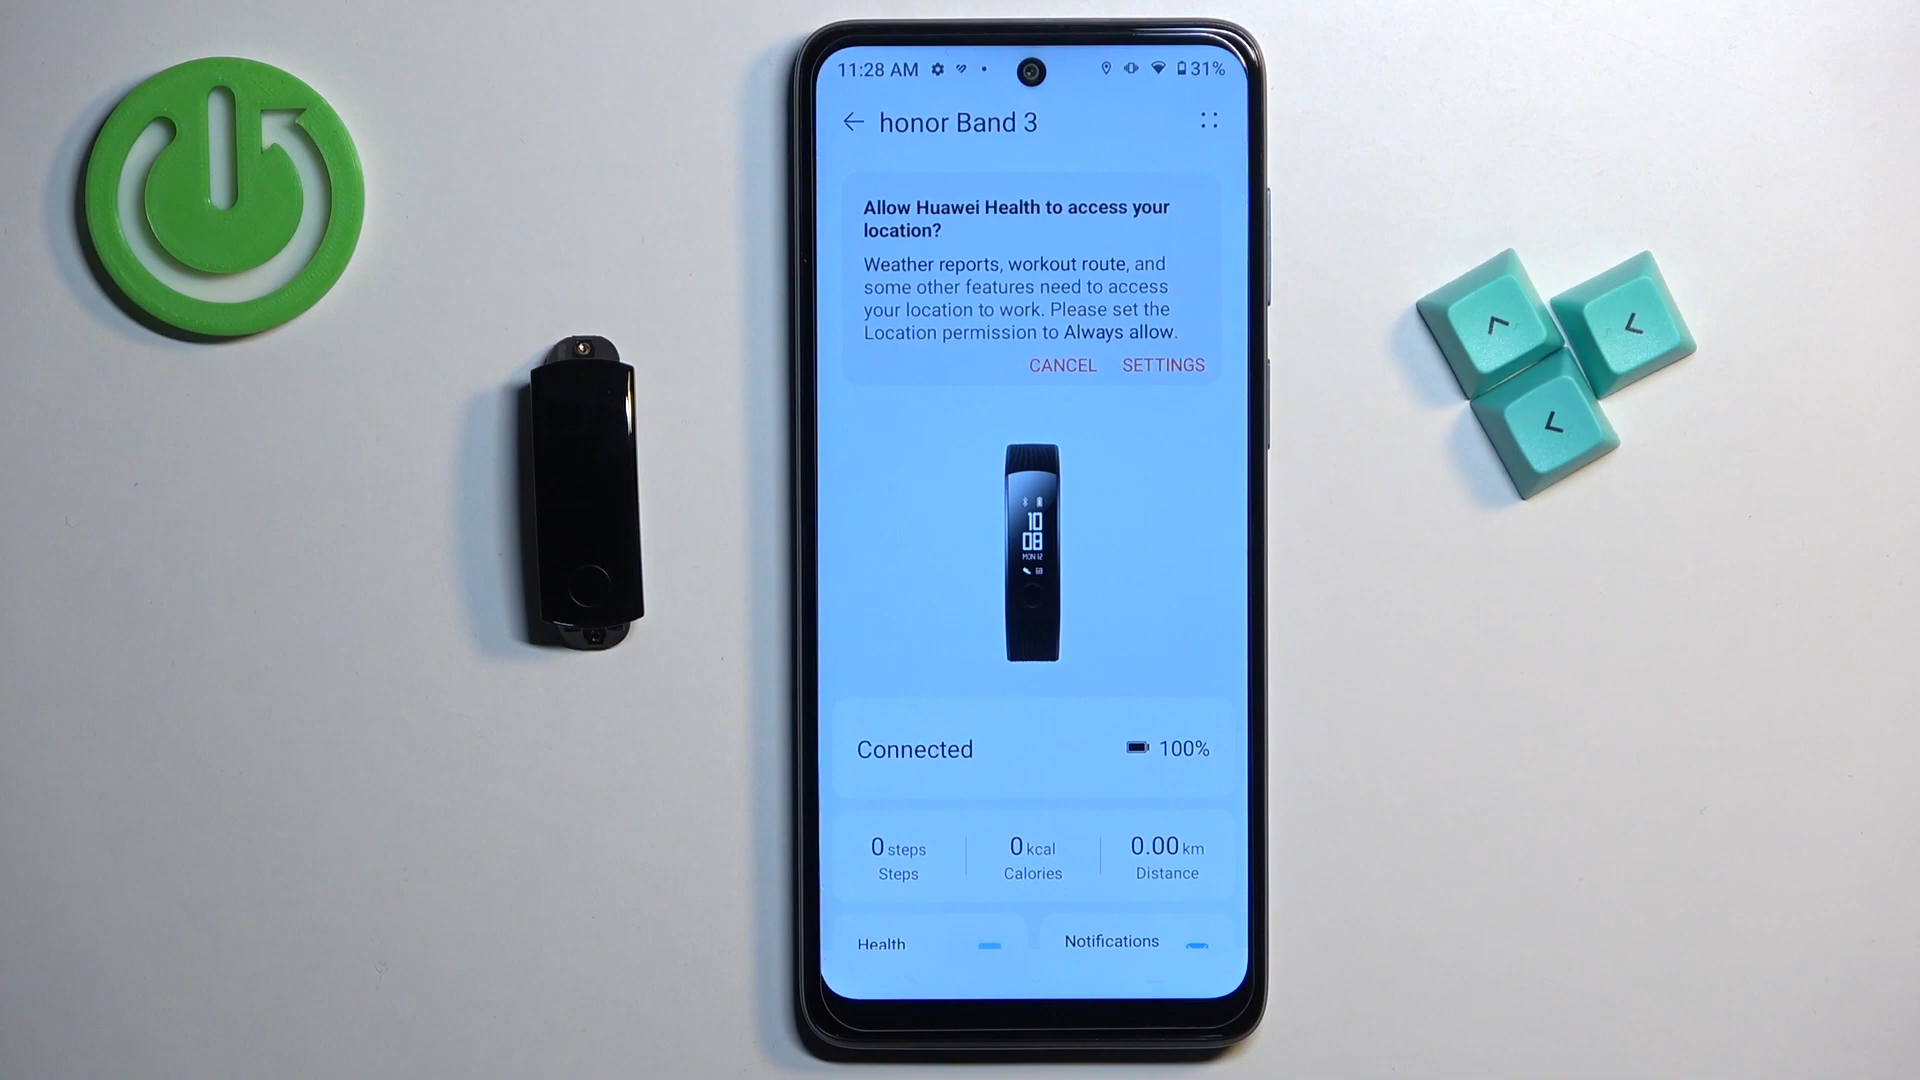 11:28 AM
31%
honor Band 3
Allow Huawei Health to access your
location?
Weather reports, workout route, and
some other features need to access
your location to work. Please set the
Location permission to Always allow.
CANCEL SETTINGS
10
08
MON 12
Connected
100%
0 steps
Steps
0 kcal
Calories
0.00 km
Distance
Health
Notifications